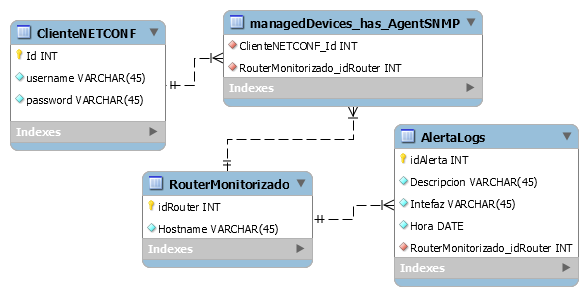 ClienteNETCONF
Id INT
username VARCHAR(45)
password VARCHAR(45)
Indexes
managedDevices_has_AgentSNMP
ClienteNETCONF_Id INT
RouterMonitorizado_idRouter INT
Indexes
RouterMonitorizado
idRouter INT
Hostname VARCHAR(45)
Indexes
AlertaLogs
idAlerta INT
Descripcion VARCHAR(45)
Intefaz VARCHAR(45)
Hora DATE
RouterMonitorizado_idRouter INT
Indexes